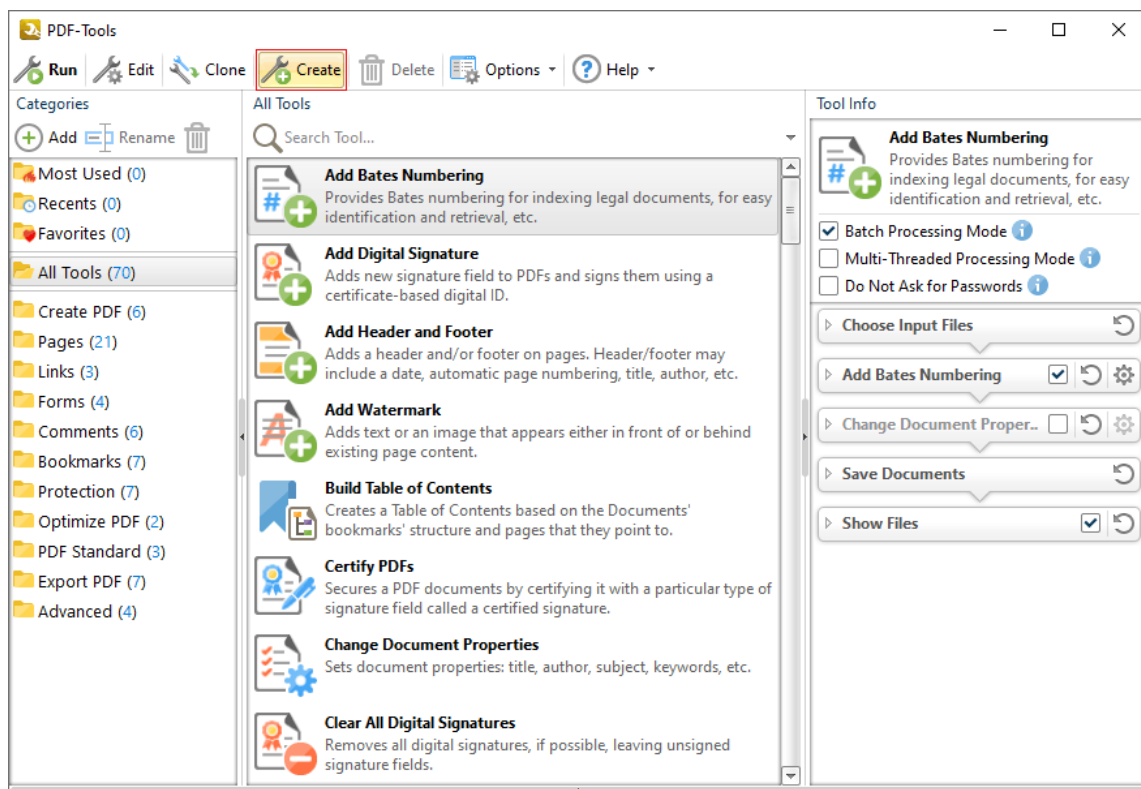 PDF-Tools
Run Edit Clone Create Delete Options Help
Categories
Add Rename
Most Used (0)
Recents (0)
Favorites (0)
All Tools (70)
Create PDF (6)
Pages (21)
Links (3)
Forms (4)
Comments (6)
Bookmarks (7)
Protection (7)
Optimize PDF (2)
PDF Standard (3)
Export PDF (7)
Advanced (4)
All Tools
Search Tool...
Add Bates Numbering
Provides Bates numbering for indexing legal documents, for easy
identification and retrieval, etc.
Add Digital Signature
Adds new signature field to PDFs and signs them using a
certificate-based digital ID.
Add Header and Footer
Adds a header and/or footer on pages. Header/footer may
include a date, automatic page numbering, title, author, etc.
Add Watermark
Adds text or an image that appears either in front of or behind
existing page content.
Build Table of Contents
Creates a Table of Contents based on the Documents'
bookmarks' structure and pages that they point to.
Certify PDFs
Secures a PDF documents by certifying it with a particular type of
signature field called a certified signature.
Change Document Properties
Sets document properties: title, author, subject, keywords, etc.
Clear All Digital Signatures
Removes all digital signatures, if possible, leaving unsigned
signature fields.
Tool Info
Add Bates Numbering
Provides Bates numbering for
indexing legal documents, for easy
identification and retrieval, etc.
Batch Processing Mode
Multi-Threaded Processing Mode
Do Not Ask for Passwords
Choose Input Files
Add Bates Numbering
Change Document Proper..
Save Documents
Show Files